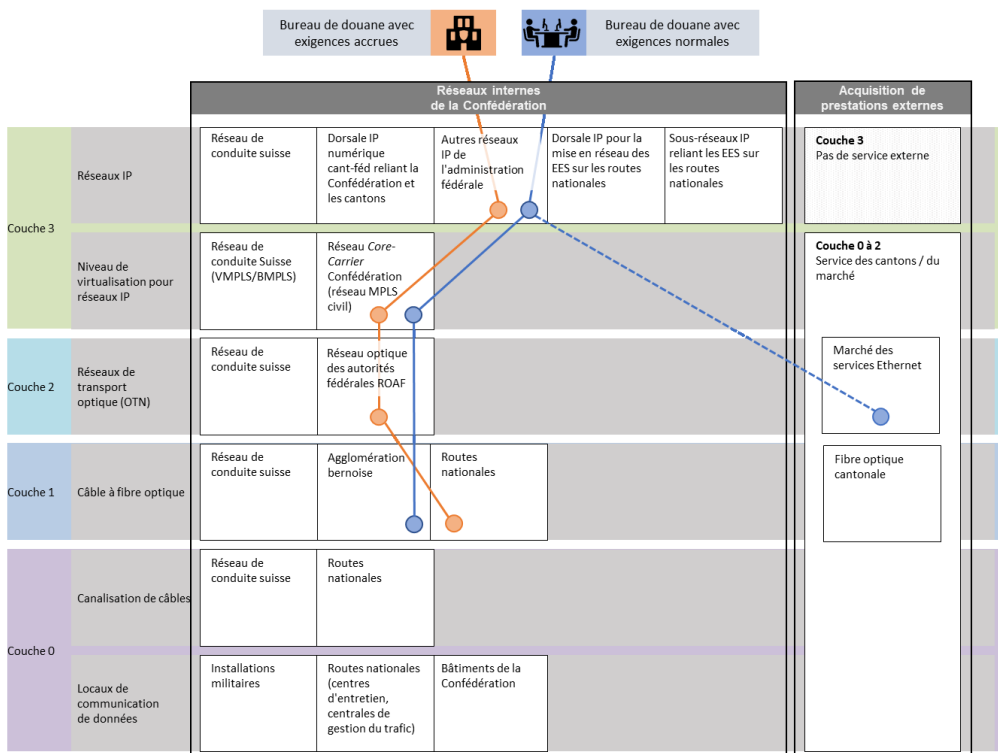 Bureau de douane avec
exigences accrues
Bureau de douane avec
exigences normales
Réseaux internes
de la Confédération
Acquisition de
prestations externes
Couche 3
Réseaux IP
Réseau de
conduite suisse
Dorsale IP
numérique
cant-féd reliant la
Confédération et
les cantons
Autres réseaux
IP de
l'administration
fédérale
Dorsale IP pour la
mise en réseau des
EES sur les routes
nationales
Sous-réseaux IP
reliant les EES sur
les routes
nationales
Couche 3
Pas de service externe
Niveau de
virtualisation pour
réseaux IP
Réseau de
conduite Suisse
(VMPLS/BMPLS)
Réseau Core-
Carrier
Confédération
(réseau MPLS
civil)
Couche 0 à 2
Service des cantons / du
marché
Couche 2
Réseaux de
transport
optique (OTN)
Réseau de
conduite suisse
Réseau optique
des autorités
fédérales ROAF
Marché des
services Ethernet
Couche 1
Câble à fibre optique
Réseau de
conduite suisse
Agglomération
bernoise
Routes
nationales
Fibre optique
cantonale
Couche 0
Canalisation de câbles
Réseau de
conduite suisse
Routes
nationales
Locaux de
communication
de données
Installations
militaires
Routes nationales
(centres
d'entretien,
centrales de
gestion du trafic)
Bâtiments de la
Confédération